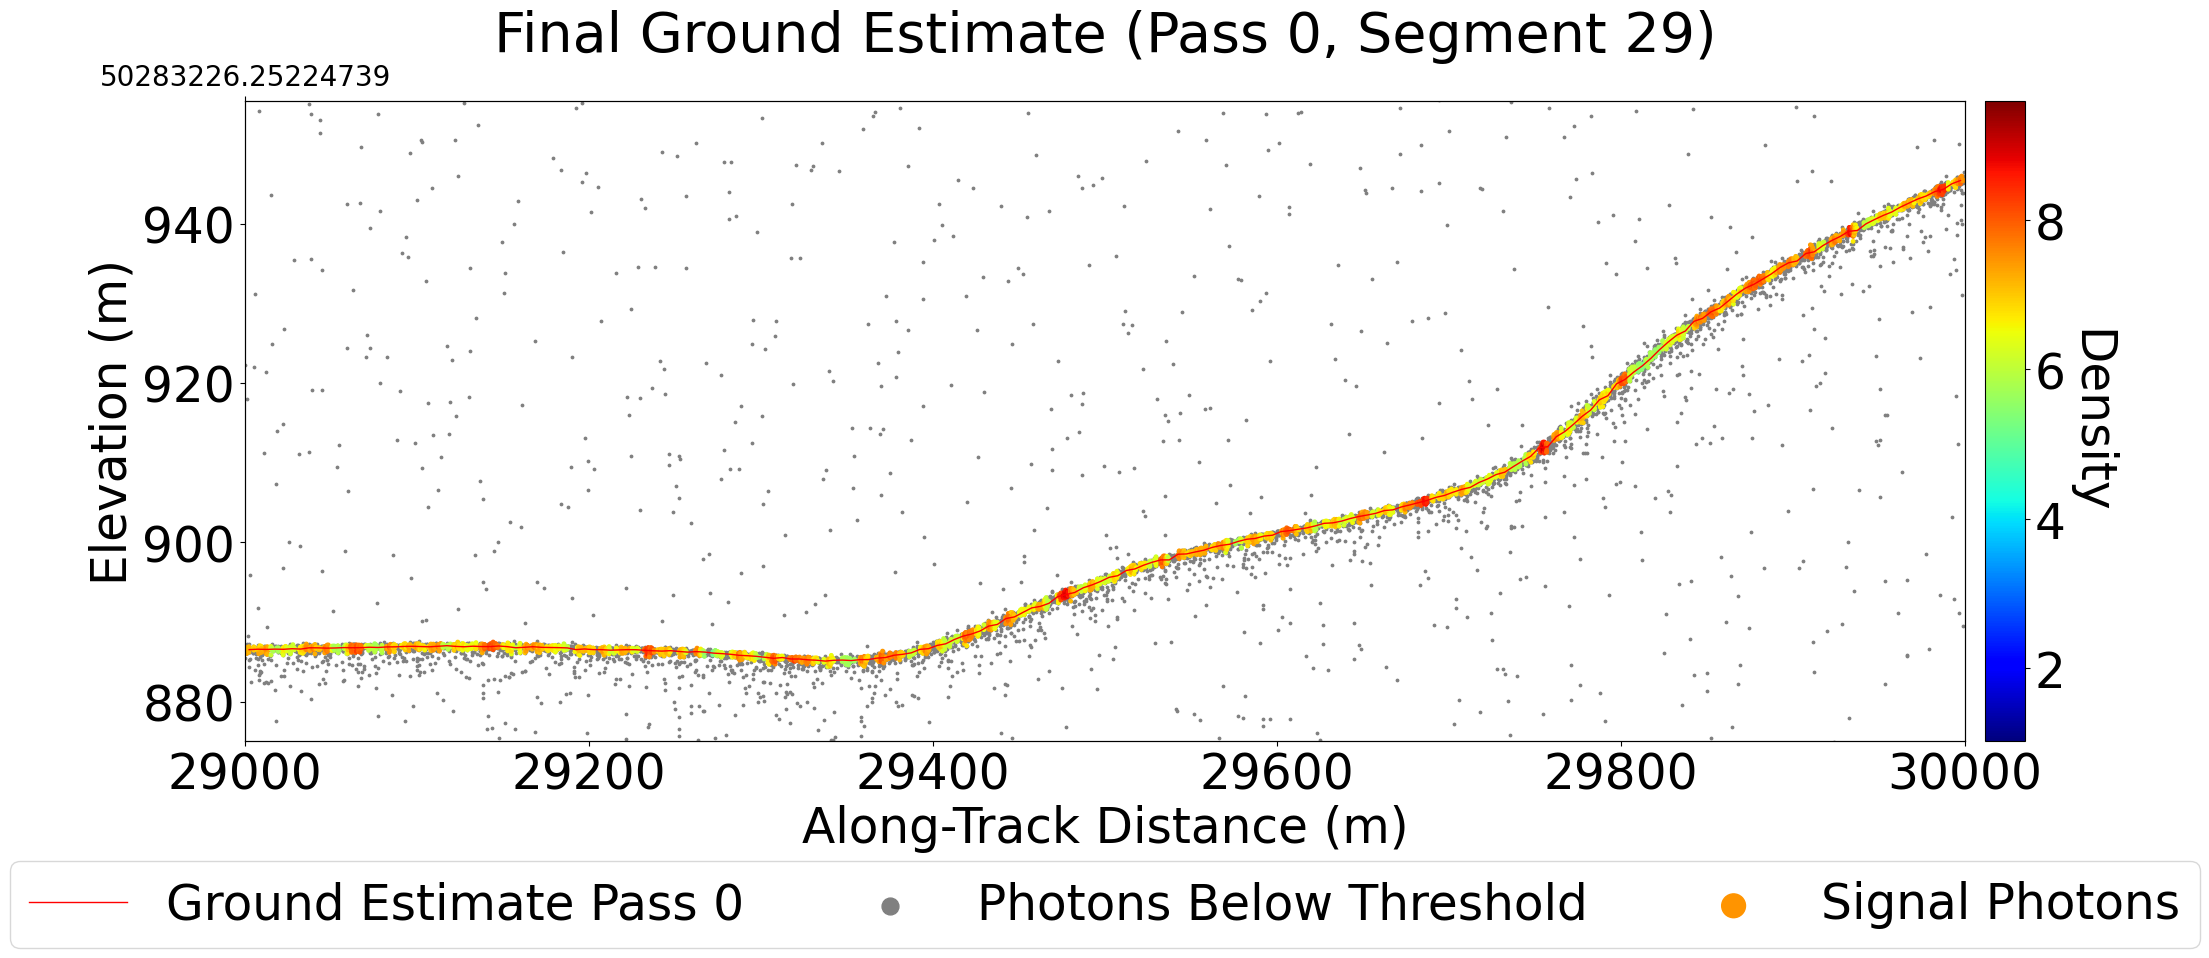 Final Ground Estimate (Pass 0, Segment 29)
50283226.25224739
940
920
900
880
Elevation (m)
29000 29200 29400 29600 29800 30000
Along-Track Distance (m)
8
6
4
2
Density
Ground Estimate Pass 0 Photons Below Threshold Signal Photons